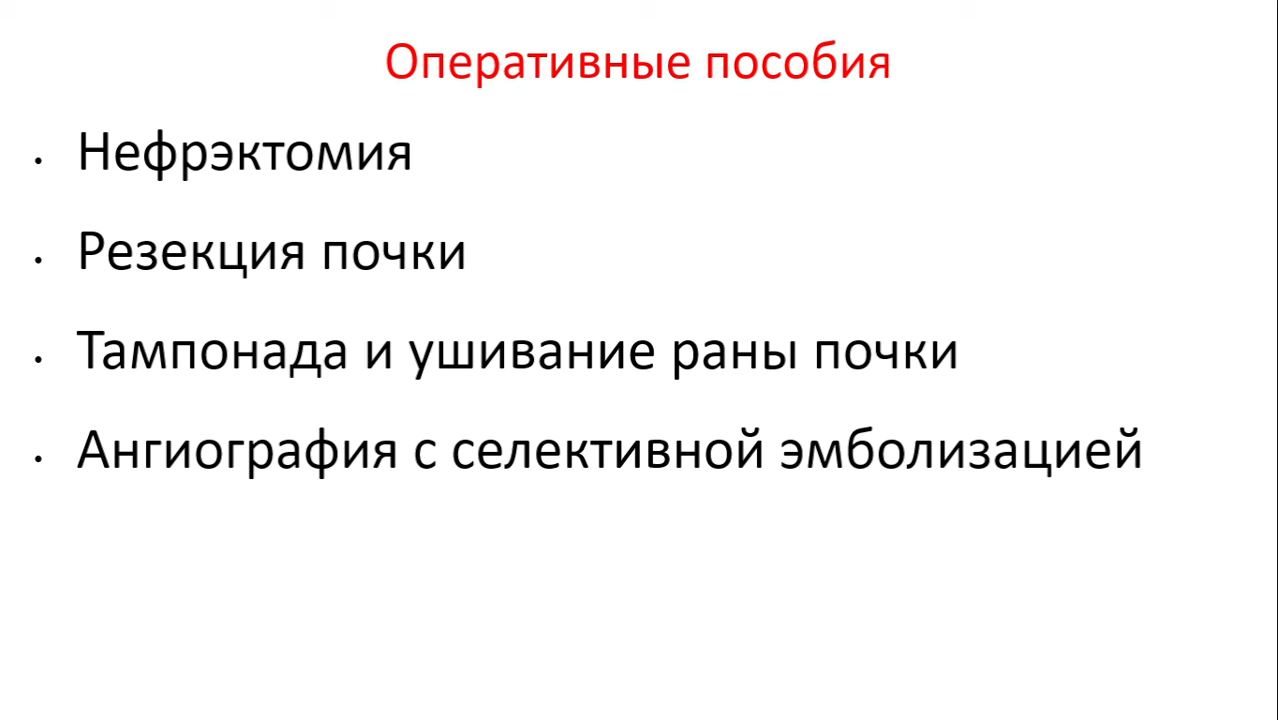 Оперативные пособия
• Нефрэктомия
• Резекция почки
• Тампонада и ушивание раны почки
• Ангиография с селективной эмболизацией